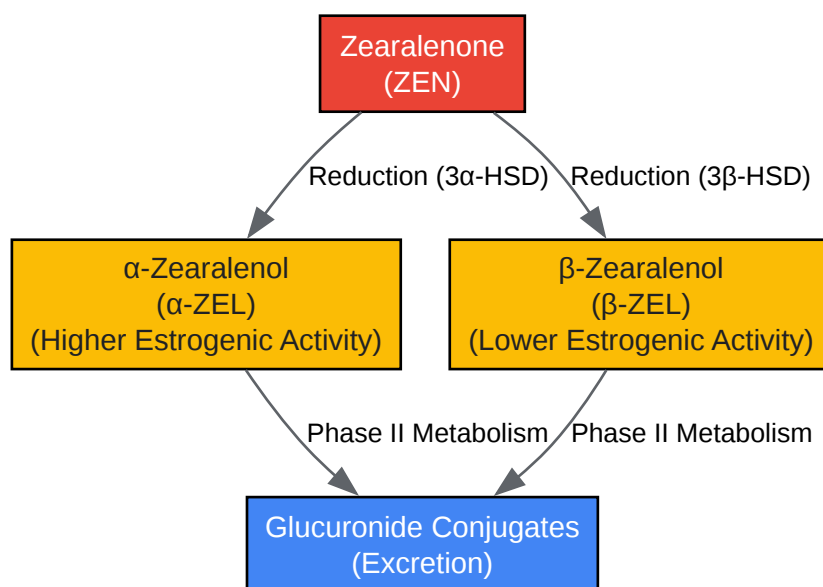 Zearalenone
(ZEN)
Reduction (3α-HSD)
Reduction (3β-HSD)
α-Zearalenol
(α-ZEL)
(Higher Estrogenic Activity)
β-Zearalenol
(β-ZEL)
(Lower Estrogenic Activity)
Phase II Metabolism
Phase II Metabolism
Glucuronide Conjugates
(Excretion)